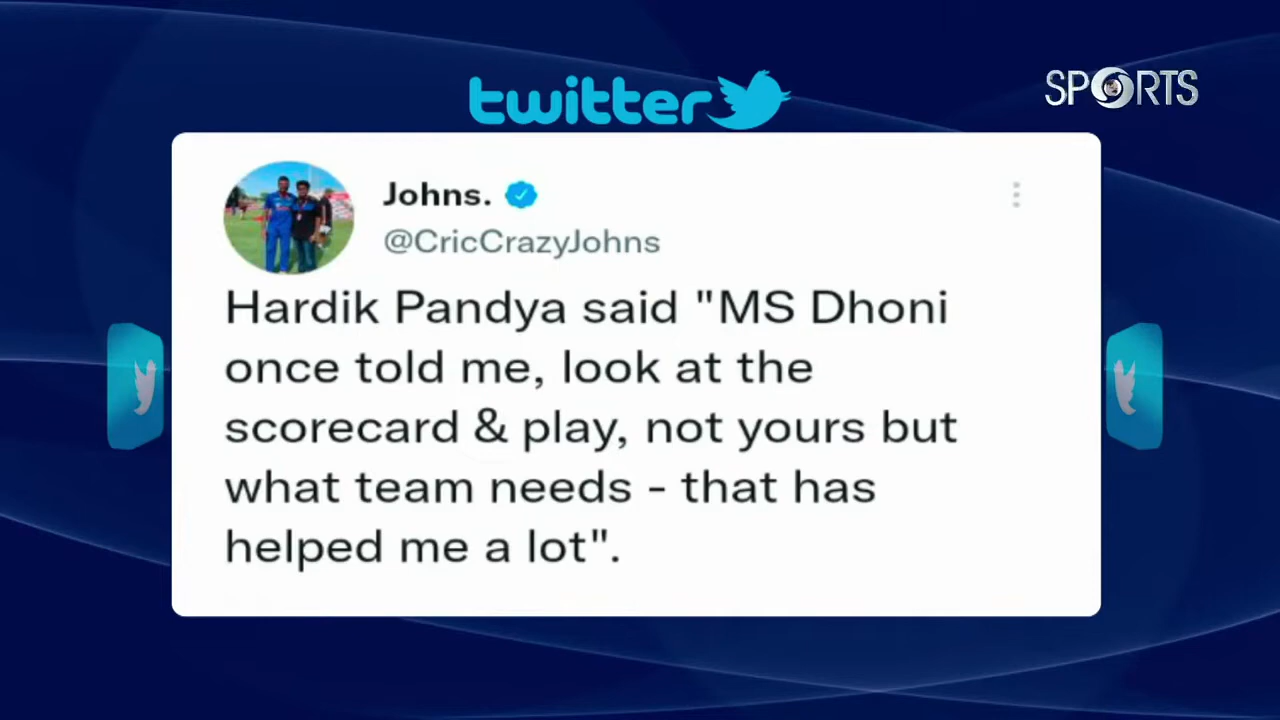 twitter
SPORTS
Johns.
@CricCrazyJohns
Hardik Pandya said "MS Dhoni
once told me, look at the
scorecard & play, not yours but
what team needs - that has
helped me a lot".